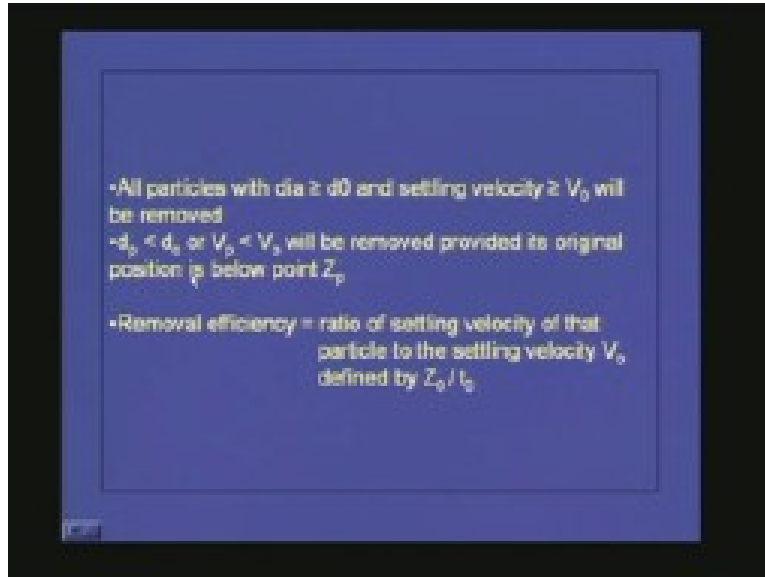 •All particles with dia ≥ d0 and settling velocity ≥ V₀ will
be removed
•dₚ < d₀ or Vₚ < V₀ will be removed provided its original
position is below point Zₚ
•Removal efficiency = ratio of settling velocity of that
particle to the settling velocity V₀
defined by Z₀ / t₀